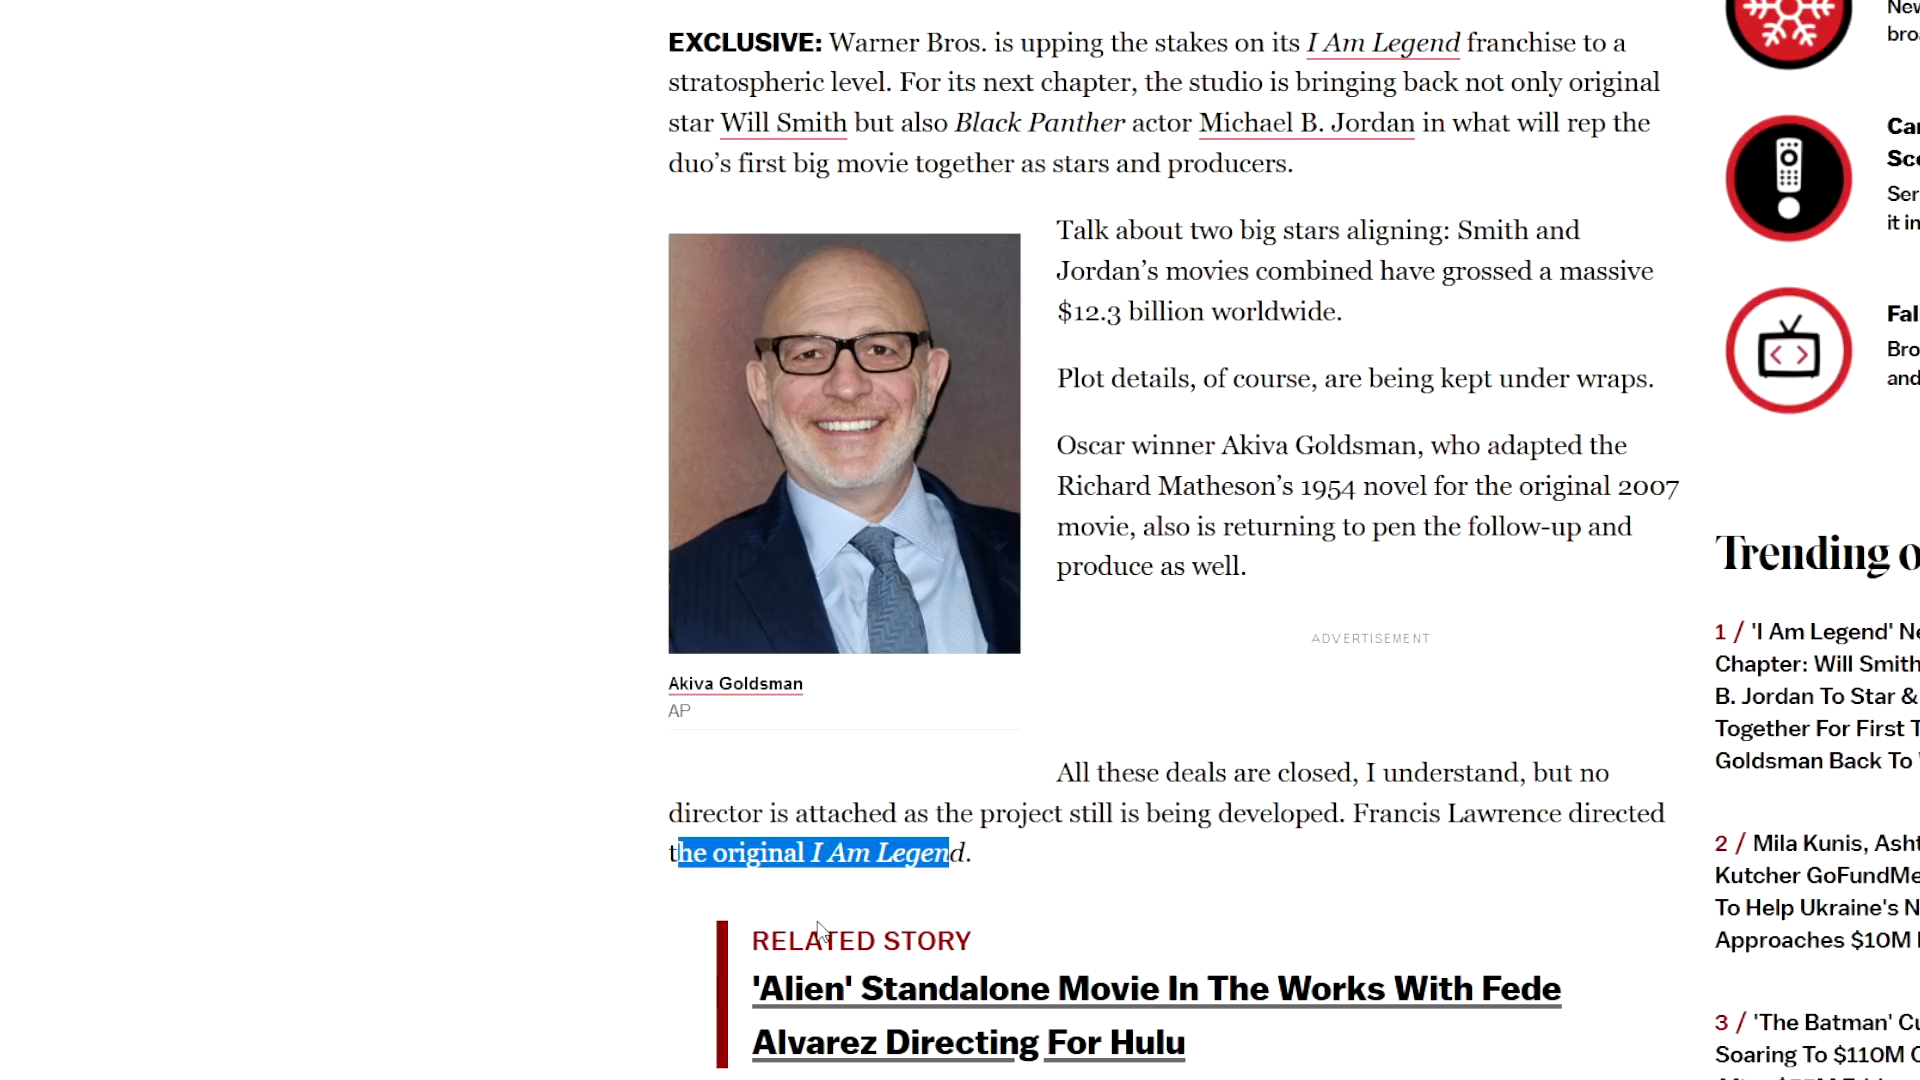 EXCLUSIVE: Warner Bros. is upping the stakes on its I Am Legend franchise to a
stratospheric level. For its next chapter, the studio is bringing back not only original
star Will Smith but also Black Panther actor Michael B. Jordan in what will rep the
duo’s first big movie together as stars and producers.
Talk about two big stars aligning: Smith and
Jordan’s movies combined have grossed a massive
$12.3 billion worldwide.
Plot details, of course, are being kept under wraps.
Oscar winner Akiva Goldsman, who adapted the
Richard Matheson’s 1954 novel for the original 2007
movie, also is returning to pen the follow-up and
produce as well.
ADVERTISEMENT
Akiva Goldsman
AP
All these deals are closed, I understand, but no
director is attached as the project still is being developed. Francis Lawrence directed
the original I Am Legend.
RELATED STORY
'Alien' Standalone Movie In The Works With Fede
Alvarez Directing For Hulu
it in
and
Trending
1 / 'I Am Legend'
Chapter: Will Smith
B. Jordan To Star &
Together For First
Goldsman Back To
2 / Mila Kunis,
Kutcher GoFundMe
To Help Ukraine's
Approaches $10M
3 / 'The Batman'
Soaring To $110M